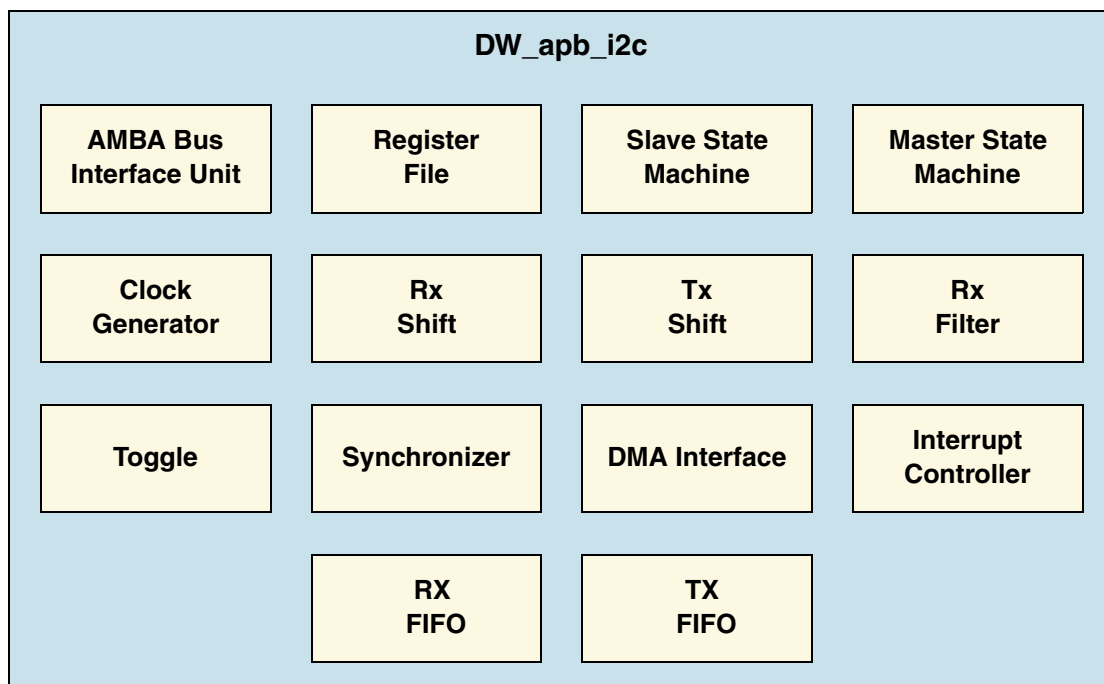 DW_apb_i2c
AMBA Bus
Interface Unit
Register
File
Slave State
Machine
Master State
Machine
Clock
Generator
Rx
Shift
Tx
Shift
Rx
Filter
Toggle
Synchronizer
DMA Interface
Interrupt
Controller
RX
FIFO
TX
FIFO